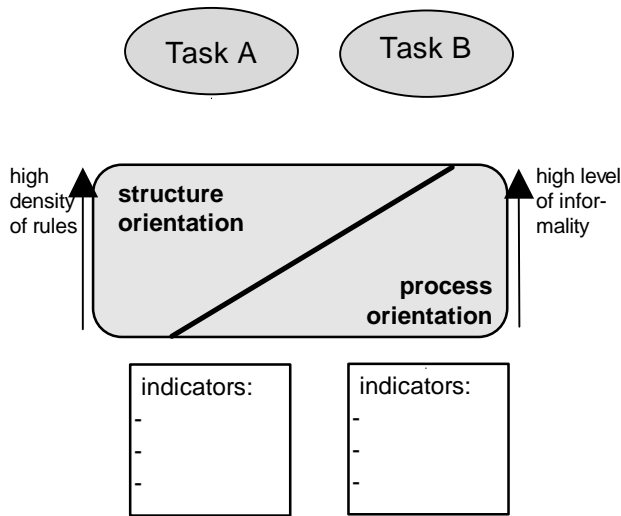 Task A
Task B
high
density
of rules
structure
orientation
high level
of infor-
mality
process
orientation
indicators:
-
-
-
indicators:
-
-
-